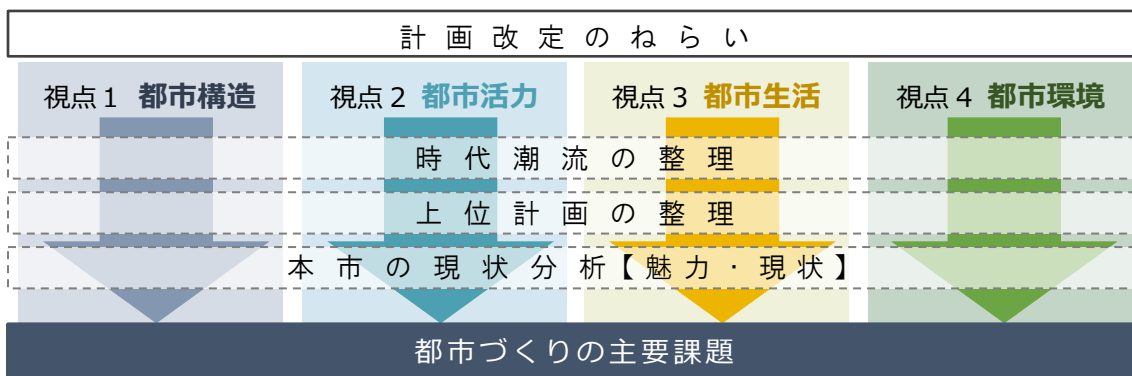 計画改定のねらい
視点1 都市構造
視点2 都市活力
視点3 都市生活
視点4 都市環境
時代潮流の整理
上位計画の整理
本市の現状分析【魅力・現状】
都市づくりの主要課題